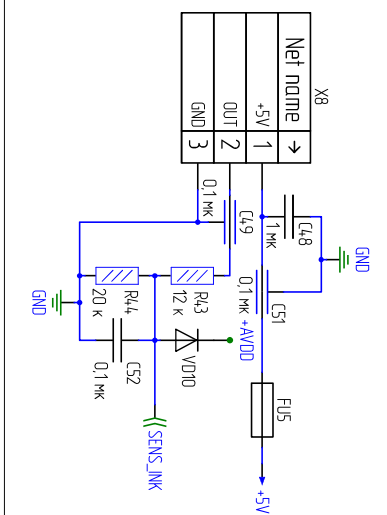 X8
Net name
→
+5V
1
OUT
2
GND
3
0,1 мк
C49
C48
1 мк
GND
C51
0,1 мк
+AVDD
R44
20 к
R43
12 к
GND
C52
0,1 мк
VD10
SENS_INK
FU5
+5V